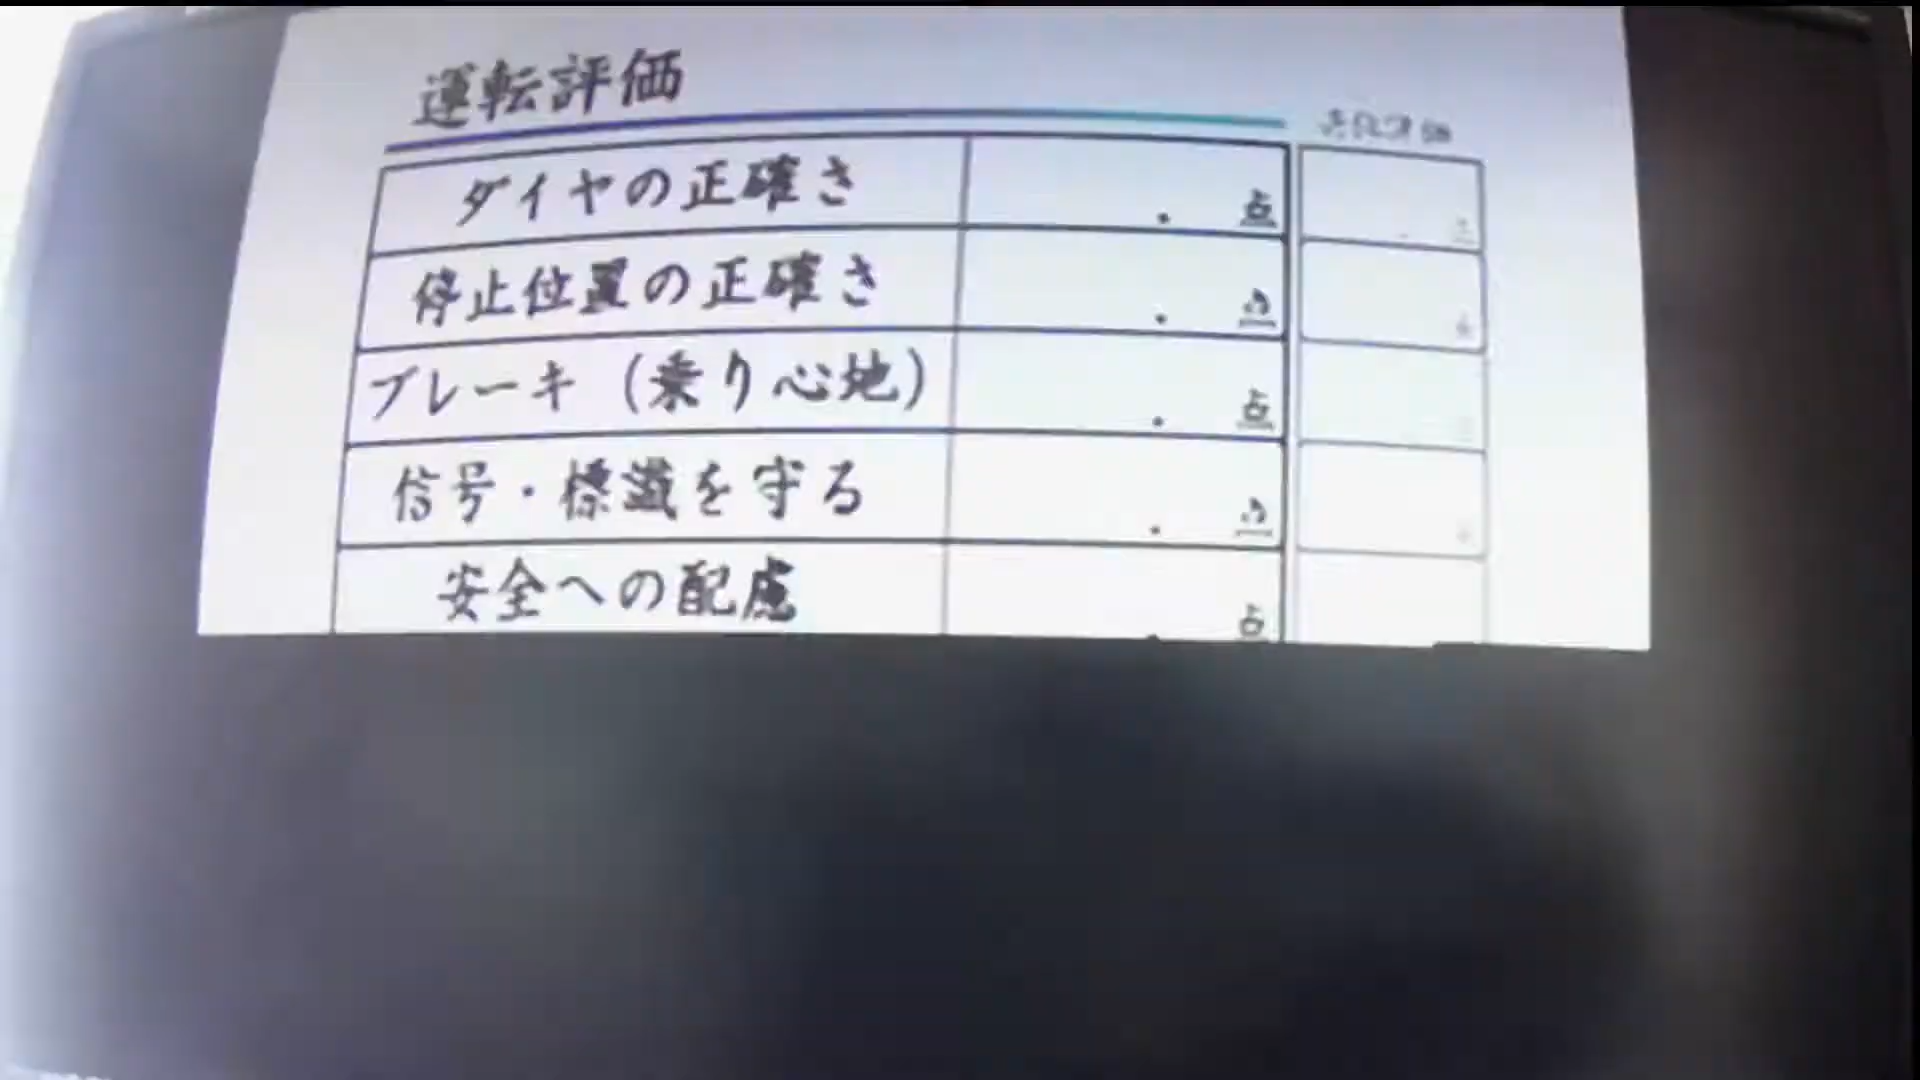 運転評価
ダイヤの正確さ . 点
停止位置の正確さ . 点
ブレーキ（乗り心地） . 点
信号・標識を守る . 点
安全への配慮 . 点